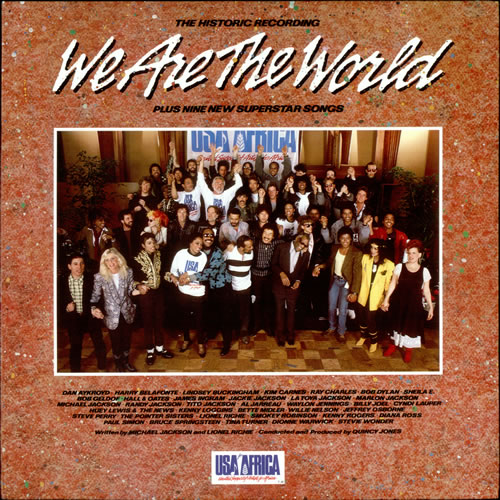 THE HISTORIC RECORDING
We Are The World
PLUS NINE NEW SUPERSTAR SONGS
USA AFRICA
USA
DAN AYKROYD · HARRY BELAFONTE · LINDSEY BUCKINGHAM · KIM CARNES · RAY CHARLES · BOB DYLAN · SHEILA E.
BOB GELDOF · HALL & OATES · JAMES INGRAM · JACKIE JACKSON · LA TOYA JACKSON · MARLON JACKSON
MICHAEL JACKSON · RANDY JACKSON · TITO JACKSON · AL JARREAU · WAYLON JENNINGS · BILLY JOEL · CYNDI LAUPER
HUEY LEWIS & THE NEWS · KENNY LOGGINS · BETTE MIDLER · WILLIE NELSON · JEFFREY OSBORNE
STEVE PERRY · THE POINTER SISTERS · LIONEL RICHIE · SMOKEY ROBINSON · KENNY ROGERS · DIANA ROSS
PAUL SIMON · BRUCE SPRINGSTEEN · TINA TURNER · DIONNE WARWICK · STEVIE WONDER
Written by MICHAEL JACKSON and LIONEL RICHIE · Conducted and Produced by QUINCY JONES
USA AFRICA